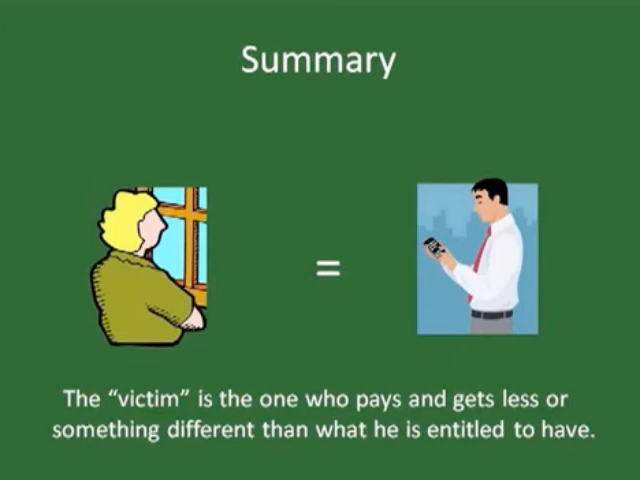 Summary
=
The “victim” is the one who pays and gets less or
something different than what he is entitled to have.